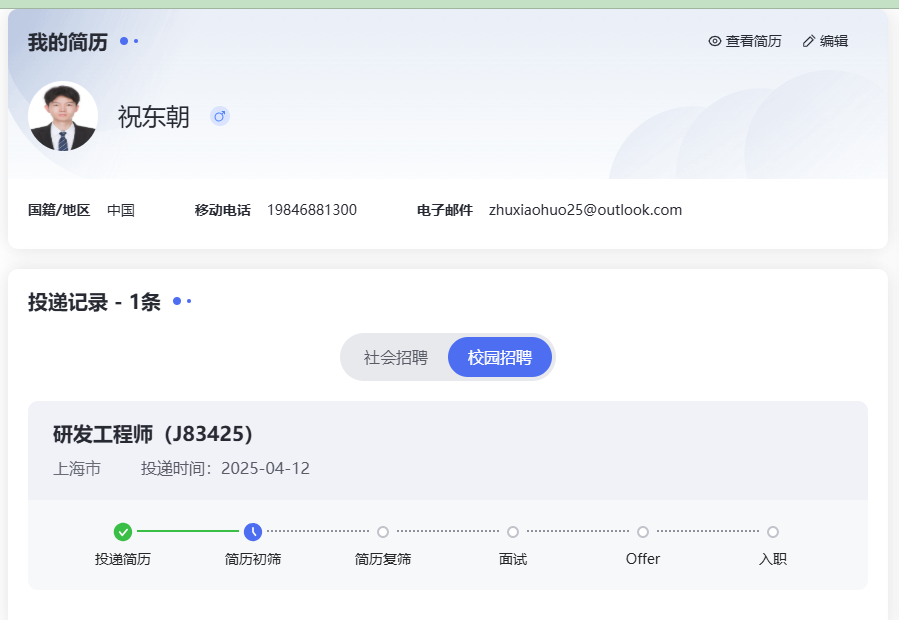 我的简历
查看简历 编辑
祝东朝
国籍/地区 中国 移动电话 19846881300 电子邮件 zhuxiaohuo25@outlook.com
投递记录 - 1条
社会招聘 校园招聘
研发工程师（J83425）
上海市 投递时间：2025-04-12
投递简历 简历初筛 简历复筛 面试 Offer 入职